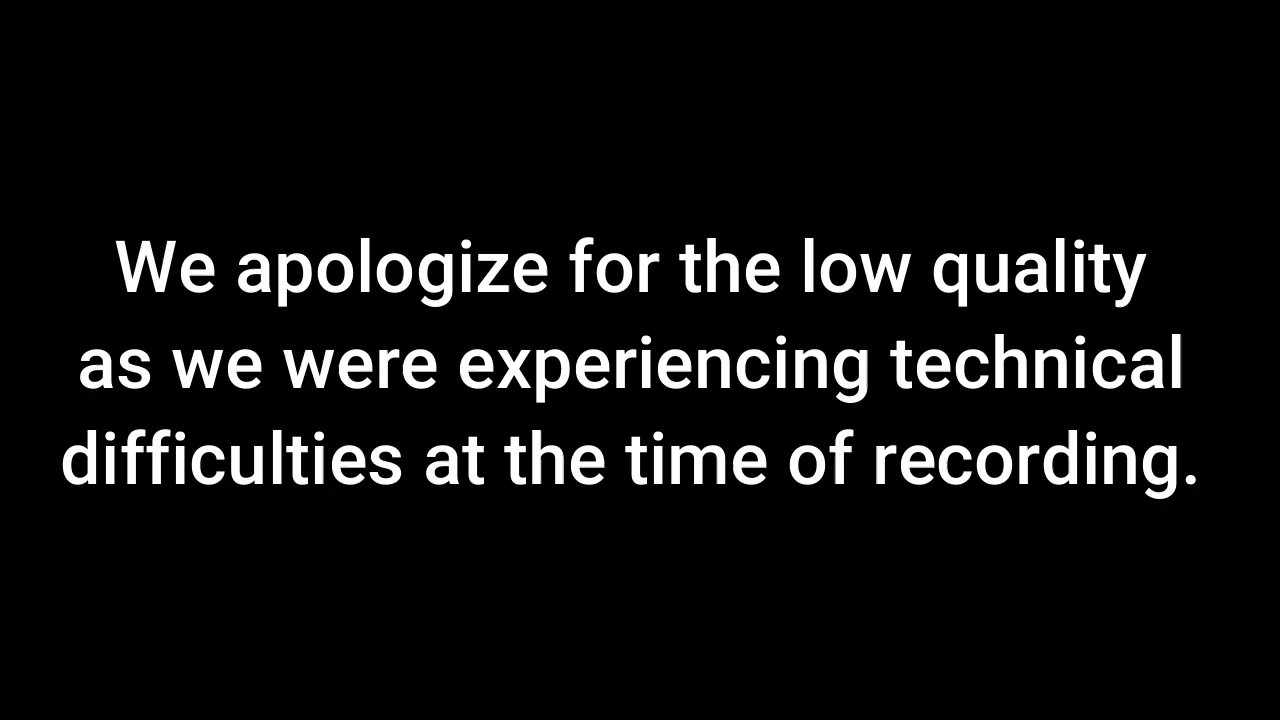 We apologize for the low quality
as we were experiencing technical
difficulties at the time of recording.